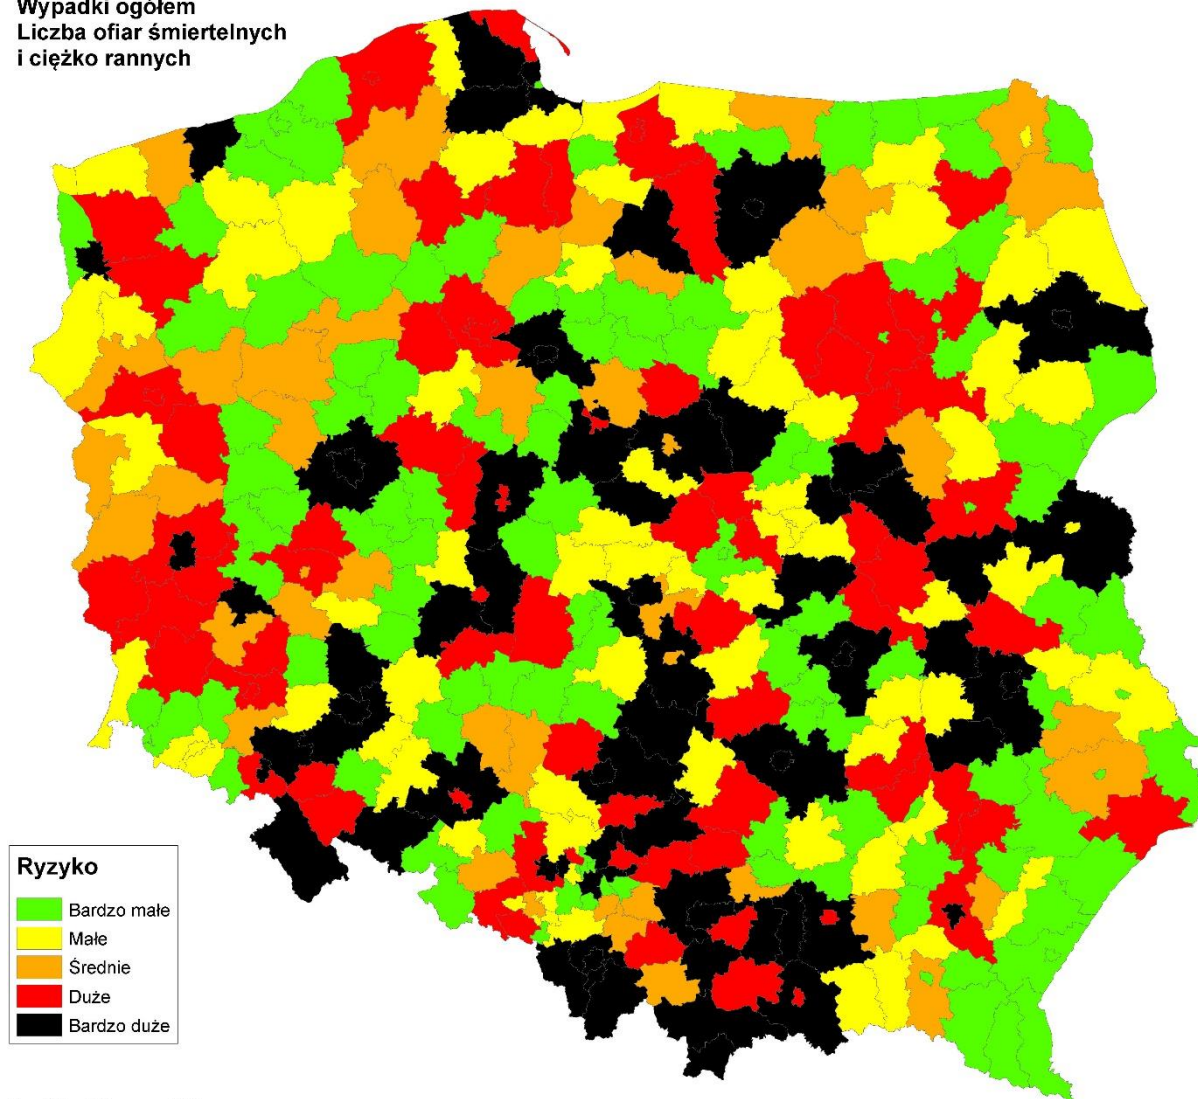 Wypadki ogółem
Liczba ofiar śmiertelnych
i ciężko rannych
Ryzyko
Bardzo małe
Małe
Średnie
Duże
Bardzo duże